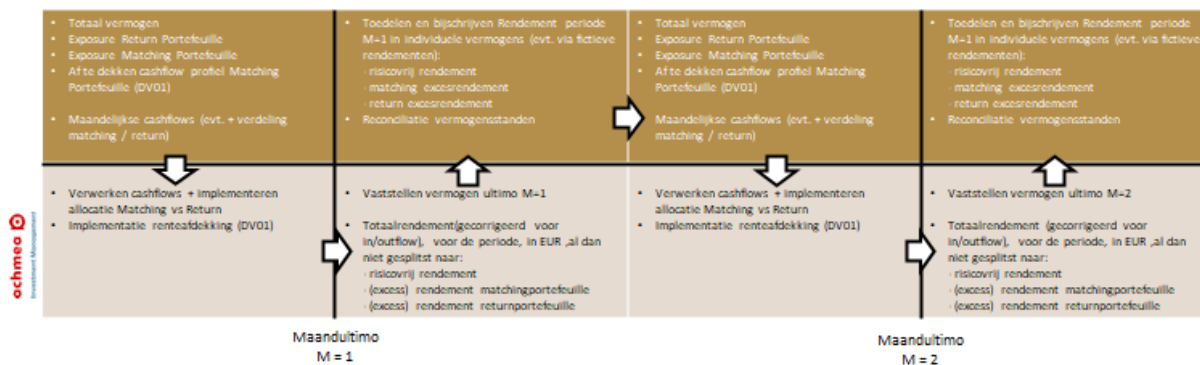 • Totaal vermogen
• Exposure Return Portefeuille
• Exposure Matching Portefeuille
• Af te dekken cashflow profiel Matching
Portefeuille (DV01)
• Maandelijkse cashflows (evt. + verdeling
matching / return)
• Toedelen en bijschrijven Rendement periode
M=1 in individuele vermogens (evt. via fictieve
rendementen):
- risicovrij rendement
- matching excesrendement
- return excesrendement
• Reconciliatie vermogensstanden
• Totaal vermogen
• Exposure Return Portefeuille
• Exposure Matching Portefeuille
• Af te dekken cashflow profiel Matching
Portefeuille (DV01)
Maandelijkse cashflows (evt. + verdeling
matching / return)
• Toedelen en bijschrijven Rendement periode
M=1 in individuele vermogens (evt. via fictieve
rendementen):
- risicovrij rendement
- matching excesrendement
- return excesrendement
• Reconciliatie vermogensstanden
• Verwerken cashflows + implementeren
allocatie Matching vs Return
• Implementatie renteafdekking (DV01)
• Vaststellen vermogen ultimo M=1
• Totaalrendement(gecorrigeerd voor
in/outflow), voor de periode, in EUR ,al dan
niet gesplitst naar:
- risicovrij rendement
- (excess) rendement matchingportefeuille
- (excess) rendement returnportefeuille
• Verwerken cashflows + implementeren
allocatie Matching vs Return
• Implementatie renteafdekking (DV01)
• Vaststellen vermogen ultimo M=2
• Totaalrendement (gecorrigeerd voor
in/outflow), voor de periode, in EUR ,al dan
niet gesplitst naar:
- risicovrij rendement
- (excess) rendement matchingportefeuille
- (excess) rendement returnportefeuille
achmea
Investment Management
Maandultimo
M = 1
Maandultimo
M = 2